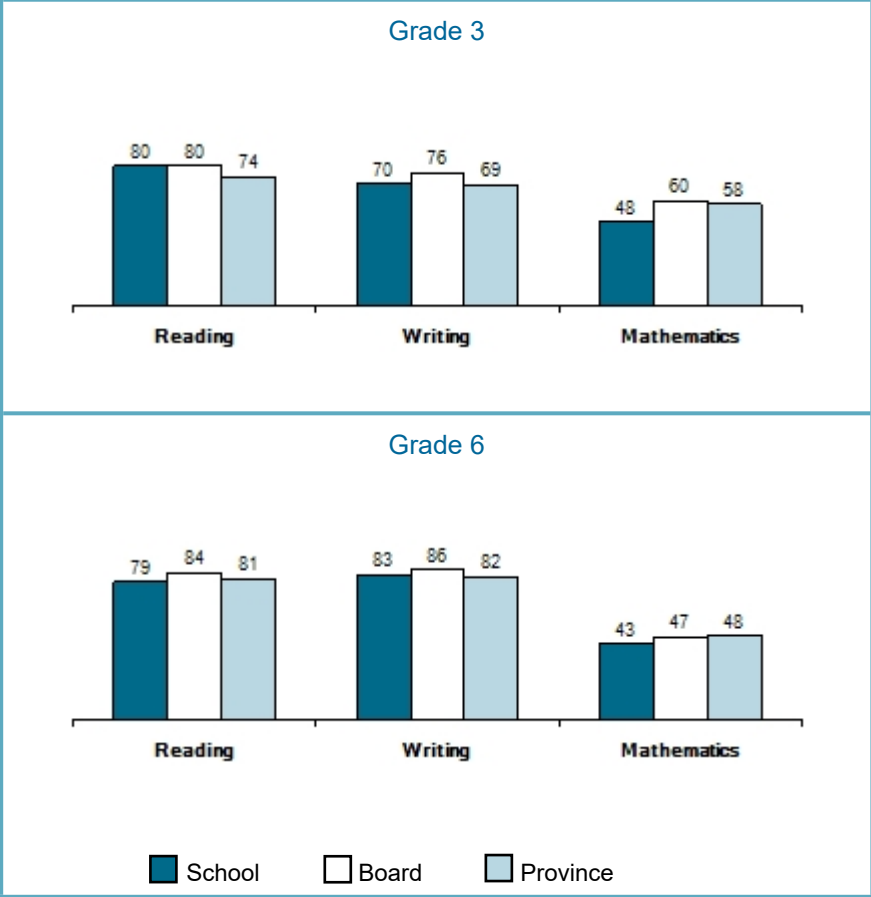 Grade 3
80 80 74 70 76 69 48 60 58
Reading Writing Mathematics
Grade 6
79 84 81 83 86 82 43 47 48
Reading Writing Mathematics
School Board Province